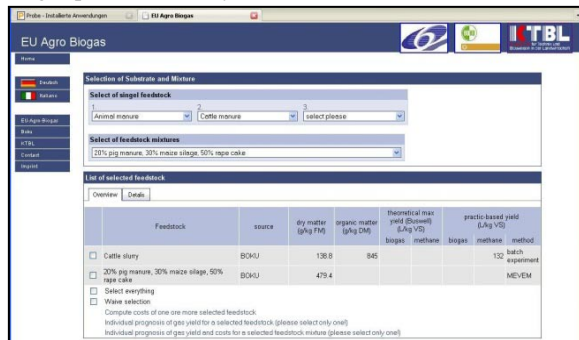 Probe - Installierte Anwendungen
EU Agro Biogas
EU Agro Biogas
6
KTBL
Home
Deutsch
Italiano
EU-Agro-Biogas
Boku
KTBL
Contact
Imprint
Selection of Substrate and Mixture
Select of singel feedstock
1 2 3
Animal manure Cattle manure select please
Select of feedstock mixtures
20% pig manure, 30% maize silage, 50% rape cake
List of selected feedstock
Overview Details
Feedstock source dry matter (g/kg FM) organic matter (g/kg DM) theoretical max yield (Buswell) (L/kg VS) practic-based yield (L/kg VS)
biogas methane biogas methane method
Cattle slurry BOKU 138.8 845 132 batch experiment
20% pig manure, 30% maize silage, 50% rape cake BOKU 479.4 MEVEM
Select everything
Waive selection
Compute costs of one ore more selected feedstock
Individual prognosis of gas yield for a selected feedstock (please select only one!)
Individual prognosis of gas yield and costs for a selected feedstock mixture (please select only one!)